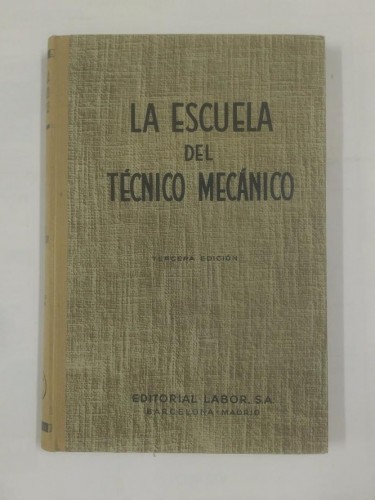 LA ESCUELA
DEL
TÉCNICO MECÁNICO
TERCERA EDICIÓN
EDITORIAL LABOR, S.A.
BARCELONA-MADRID